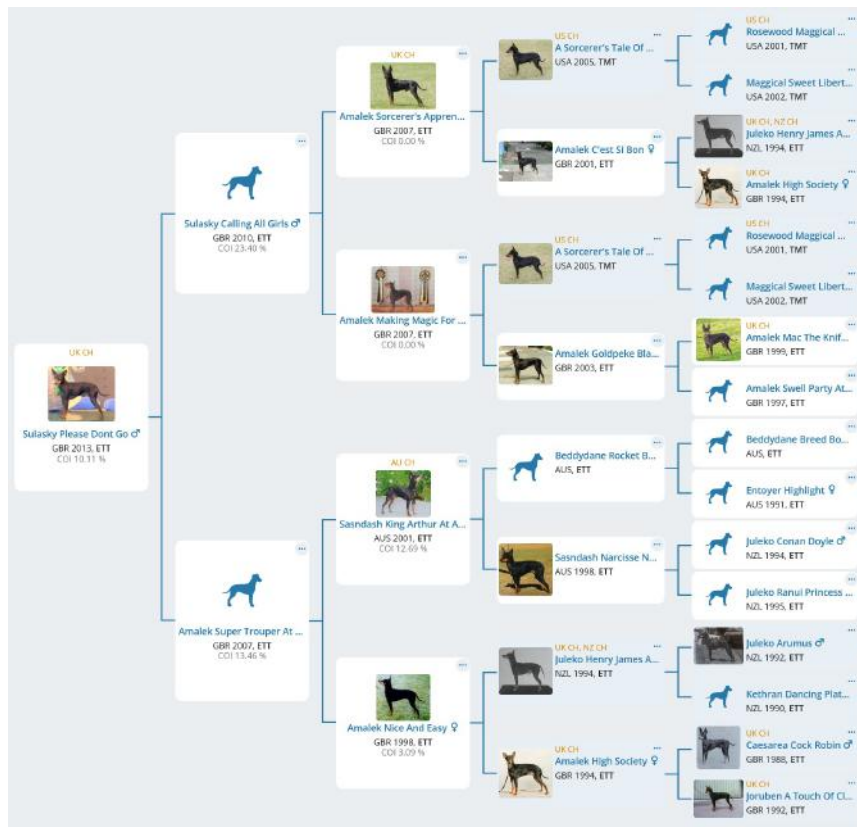 UK CH
Sulasky Please Dont Go ♂
GBR 2013, ETT
COI 10.11 %
Sulasky Calling All Girls ♂
GBR 2010, ETT
COI 23.40 %
Amalek Super Trouper At ...
GBR 2007, ETT
COI 13.46 %
UK CH
Amalek Sorcerer's Appren...
GBR 2007, ETT
COI 0.00 %
Amalek Making Magic For ...
GBR 2007, ETT
COI 0.00 %
AU CH
Sasndash King Arthur At A...
AUS 2001, ETT
COI 12.69 %
Amalek Nice And Easy ♀
GBR 1998, ETT
COI 3.09 %
US CH
A Sorcerer's Tale Of ...
USA 2005, TMT
Amalek C'est Si Bon ♀
GBR 2001, ETT
US CH
A Sorcerer's Tale Of ...
USA 2005, TMT
Amalek Goldpeke Bla...
GBR 2003, ETT
Beddydane Rocket B...
AUS, ETT
Sasndash Narcisse N...
AUS 1998, ETT
UK CH, NZ CH
Juleko Henry James A...
NZL 1994, ETT
UK CH
Amalek High Society ♀
GBR 1994, ETT
US CH
Rosewood Maggical ...
USA 2001, TMT
Maggical Sweet Libert...
USA 2002, TMT
UK CH, NZ CH
Juleko Henry James A...
NZL 1994, ETT
UK CH
Amalek High Society ♀
GBR 1994, ETT
US CH
Rosewood Maggical ...
USA 2001, TMT
Maggical Sweet Libert...
USA 2002, TMT
UK CH
Amalek Mac The Knif...
GBR 1999, ETT
Amalek Swell Party At...
GBR 1997, ETT
Beddydane Breed Bo...
AUS, ETT
Entoyer Highlight ♀
AUS 1991, ETT
Juleko Conan Doyle ♂
NZL 1994, ETT
Juleko Ranui Princess ...
NZL 1995, ETT
Juleko Arumus ♂
NZL 1992, ETT
Kethran Dancing Plat...
NZL 1990, ETT
UK CH
Caesarea Cock Robin ♂
GBR 1988, ETT
UK CH
Joruben A Touch Of Cl...
GBR 1992, ETT